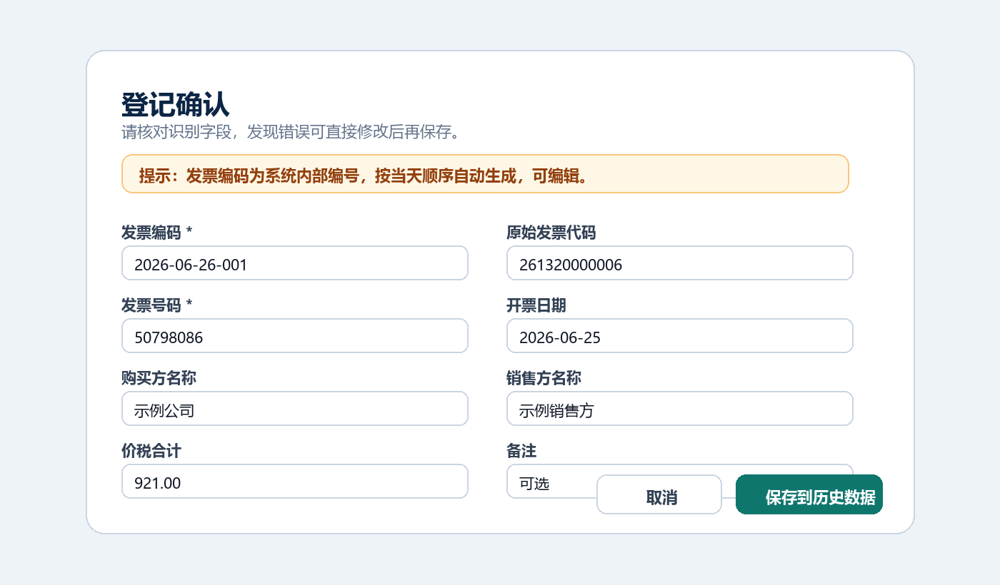 登记确认
请核对识别字段，发现错误可直接修改后再保存。
提示：发票编码为系统内部编号，按当天顺序自动生成，可编辑。
发票编码 *
原始发票代码
2026-06-26-001
261320000006
发票号码 *
开票日期
50798086
2026-06-25
购买方名称
销售方名称
示例公司
示例销售方
价税合计
备注
921.00
可选
取消
保存到历史数据